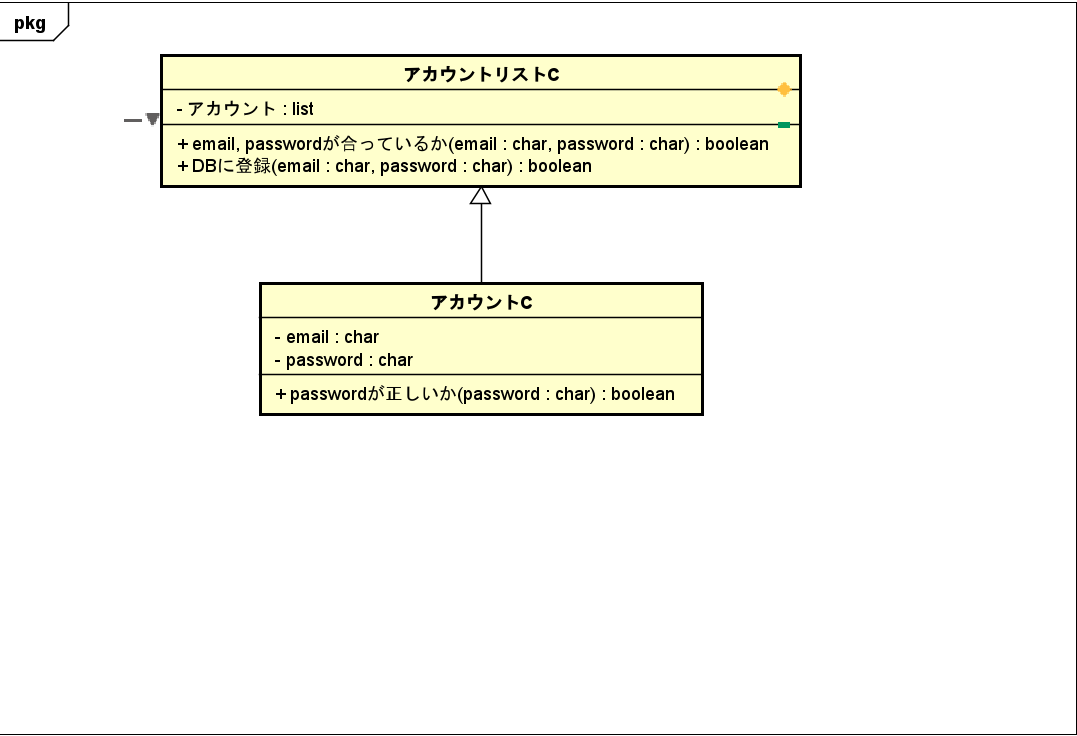 pkg
アカウントリストC
- アカウント : list
+ email, passwordが合っているか(email : char, password : char) : boolean
+ DBに登録(email : char, password : char) : boolean
アカウントC
- email : char
- password : char
+ passwordが正しいか(password : char) : boolean